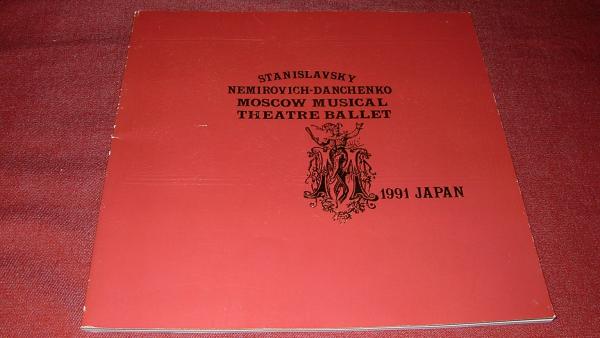 STANISLAVSKY
NEMIROVICH-DANCHENKO
MOSCOW MUSICAL
THEATRE BALLET
1991 JAPAN